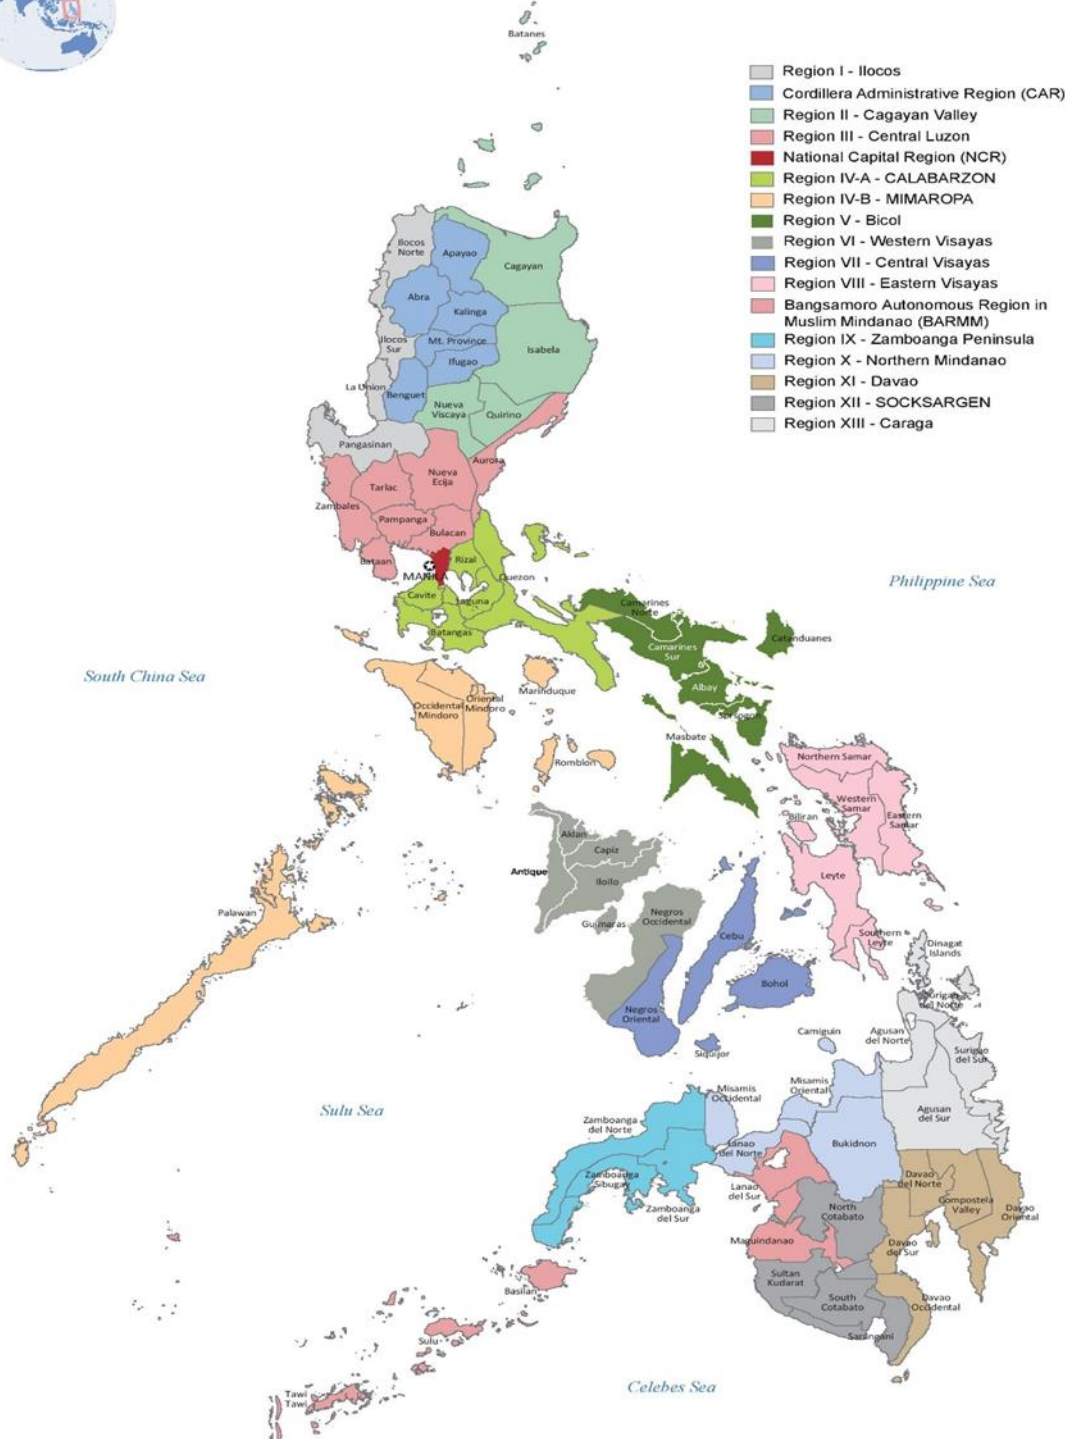 Batanes
Region I - Ilocos
Cordillera Administrative Region (CAR)
Region II - Cagayan Valley
Region III - Central Luzon
National Capital Region (NCR)
Region IV-A - CALABARZON
Region IV-B - MIMAROPA
Region V - Bicol
Region VI - Western Visayas
Region VII - Central Visayas
Region VIII - Eastern Visayas
Bangsamoro Autonomous Region in
Muslim Mindanao (BARMM)
Region IX - Zamboanga Peninsula
Region X - Northern Mindanao
Region XI - Davao
Region XII - SOCKSARGEN
Region XIII - Caraga
Ilocos
Norte
Apayao
Cagayan
Abra
Kalinga
Ilocos
Sur
Mt. Province
Ifugao
Isabela
La Union
Benguet
Nueva
Viscaya
Quirino
Pangasinan
Aurora
Nueva
Ecija
Tarlac
Zambales
Pampanga
Bulacan
Bataan
Rizal
MANILA
Quezon
Cavite
Laguna
Batangas
Philippine Sea
Camarines
Norte
Catanduanes
Camarines
Sur
Albay
Sorsogon
Masbate
South China Sea
Marinduque
Occidental
Mindoro
Oriental
Mindoro
Romblon
Northern Samar
Western
Samar
Eastern
Samar
Biliran
Leyte
Southern
Leyte
Aklan
Capiz
Antique
Iloilo
Guimaras
Negros
Occidental
Cebu
Bohol
Negros
Oriental
Siquijor
Palawan
Dinagat
Islands
del Norte
Camiguin
Agusan
del Norte
Surigao
del Sur
Sulu Sea
Misamis
Occidental
Misamis
Oriental
Agusan
del Sur
Zamboanga
del Norte
Lanao
del Norte
Bukidnon
Zamboanga
Sibugay
Lanao
del Sur
Zamboanga
del Sur
North
Cotabato
Davao
del Norte
Compostela
Valley
Davao
Oriental
Maguindanao
Davao
del Sur
Sultan
Kudarat
South
Cotabato
Davao
Occidental
Sarangani
Basilan
Sulu
Tawi
Tawi
Celebes Sea